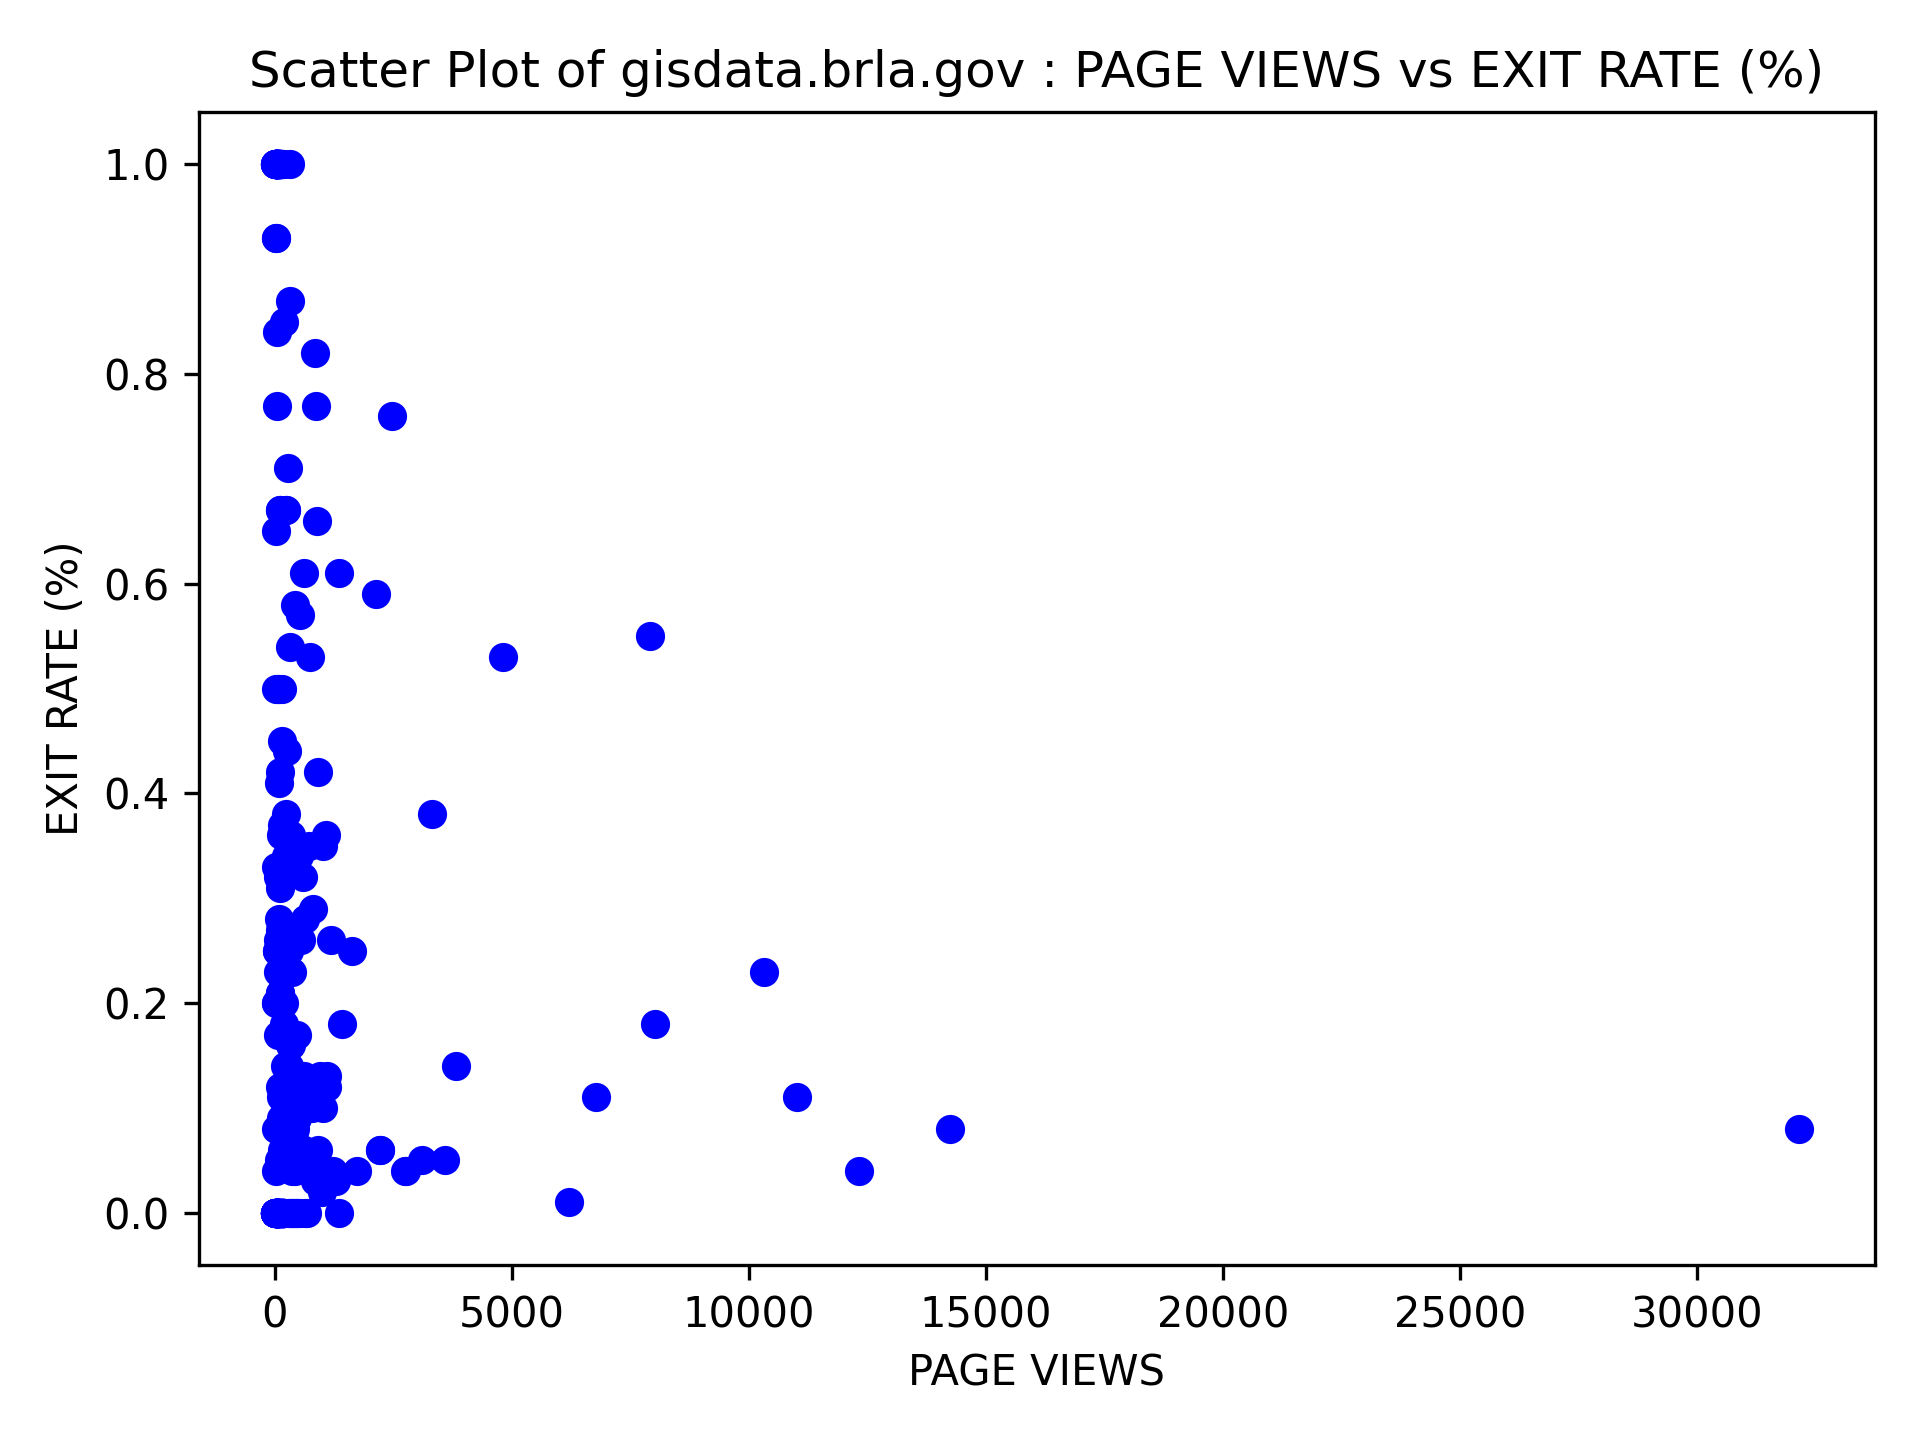 Scatter Plot of gisdata.brla.gov : PAGE VIEWS vs EXIT RATE (%)
1.0
0.8
0.6
0.4
0.2
0.0
EXIT RATE (%)
0 5000 10000 15000 20000 25000 30000
PAGE VIEWS